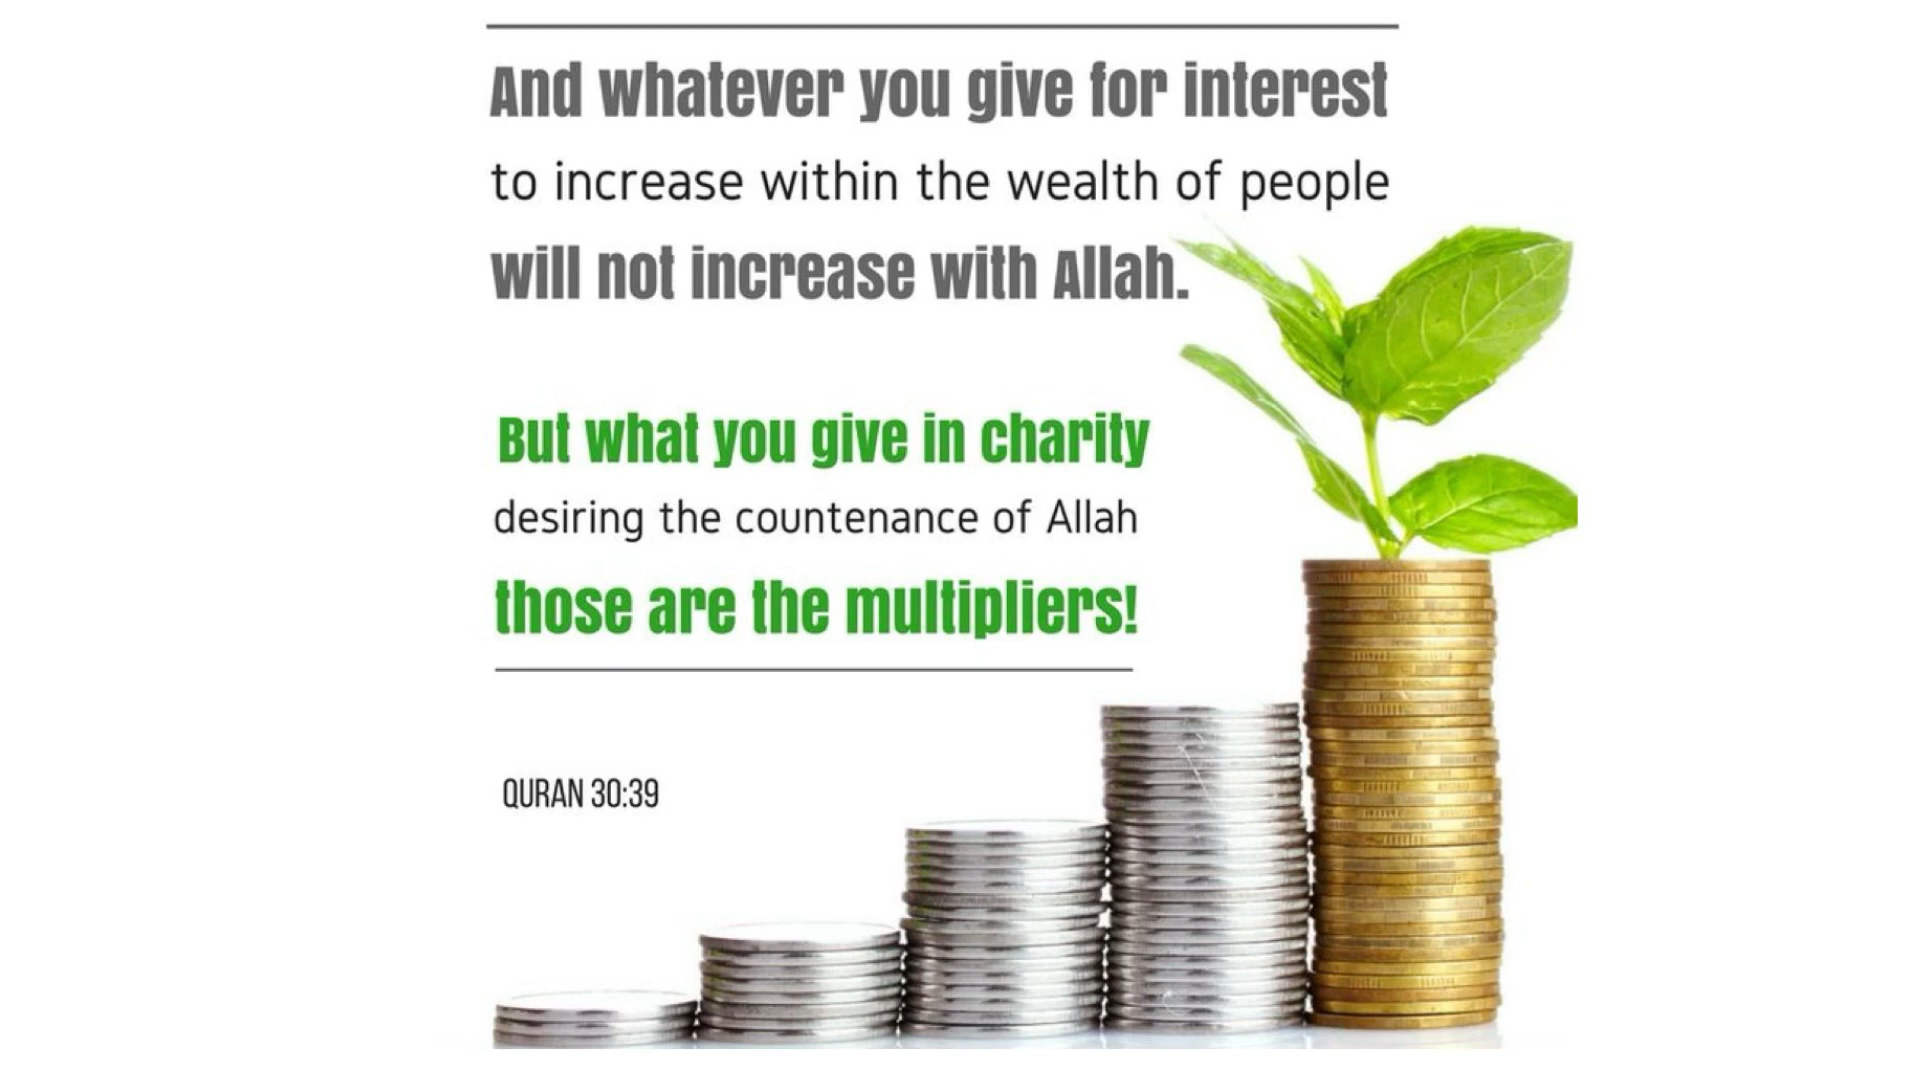 And whatever you give for interest
to increase within the wealth of people
will not increase with Allah.
But what you give in charity
desiring the countenance of Allah
those are the multipliers!
QURAN 30:39